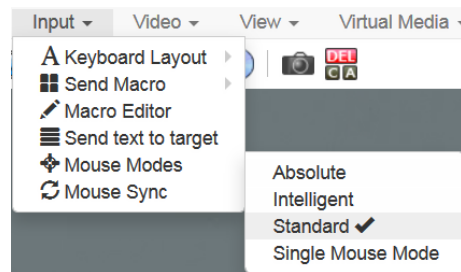 Input Video View Virtual Media
A Keyboard Layout
DEL
C A
Send Macro
Macro Editor
Send text to target
Mouse Modes
Mouse Sync
Absolute
Intelligent
Standard
Single Mouse Mode